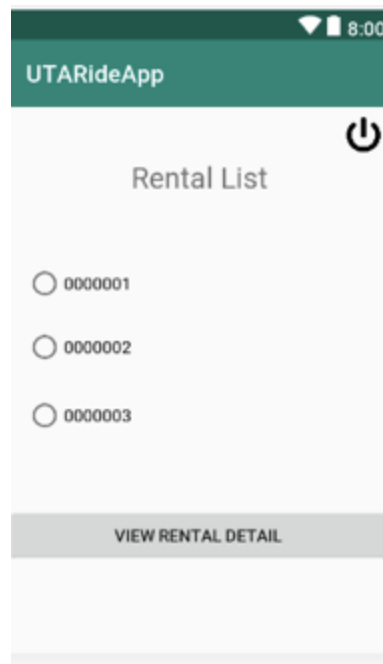 8:00
UTARideApp
Rental List
0000001
0000002
0000003
VIEW RENTAL DETAIL